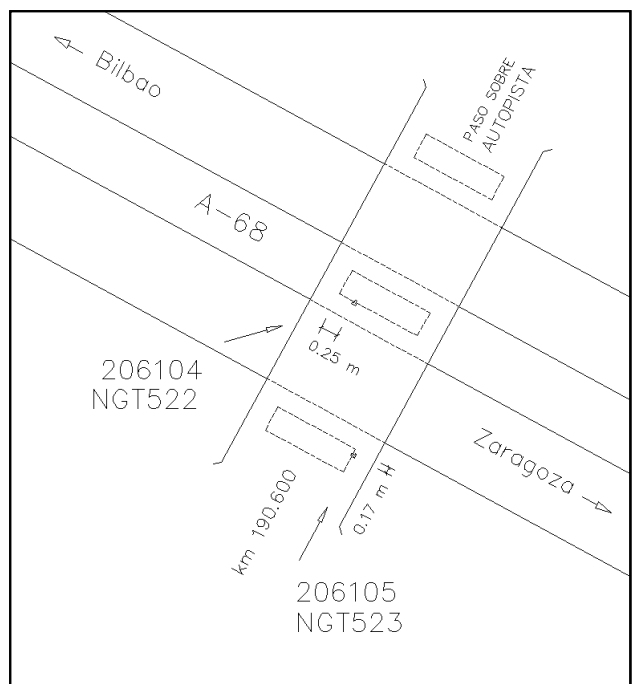 Bilbao
PASO SOBRE
AUTOPISTA
A-68
0.25 m
206104
NGT522
Zaragoza
km 190.600
0.17 m
206105
NGT523